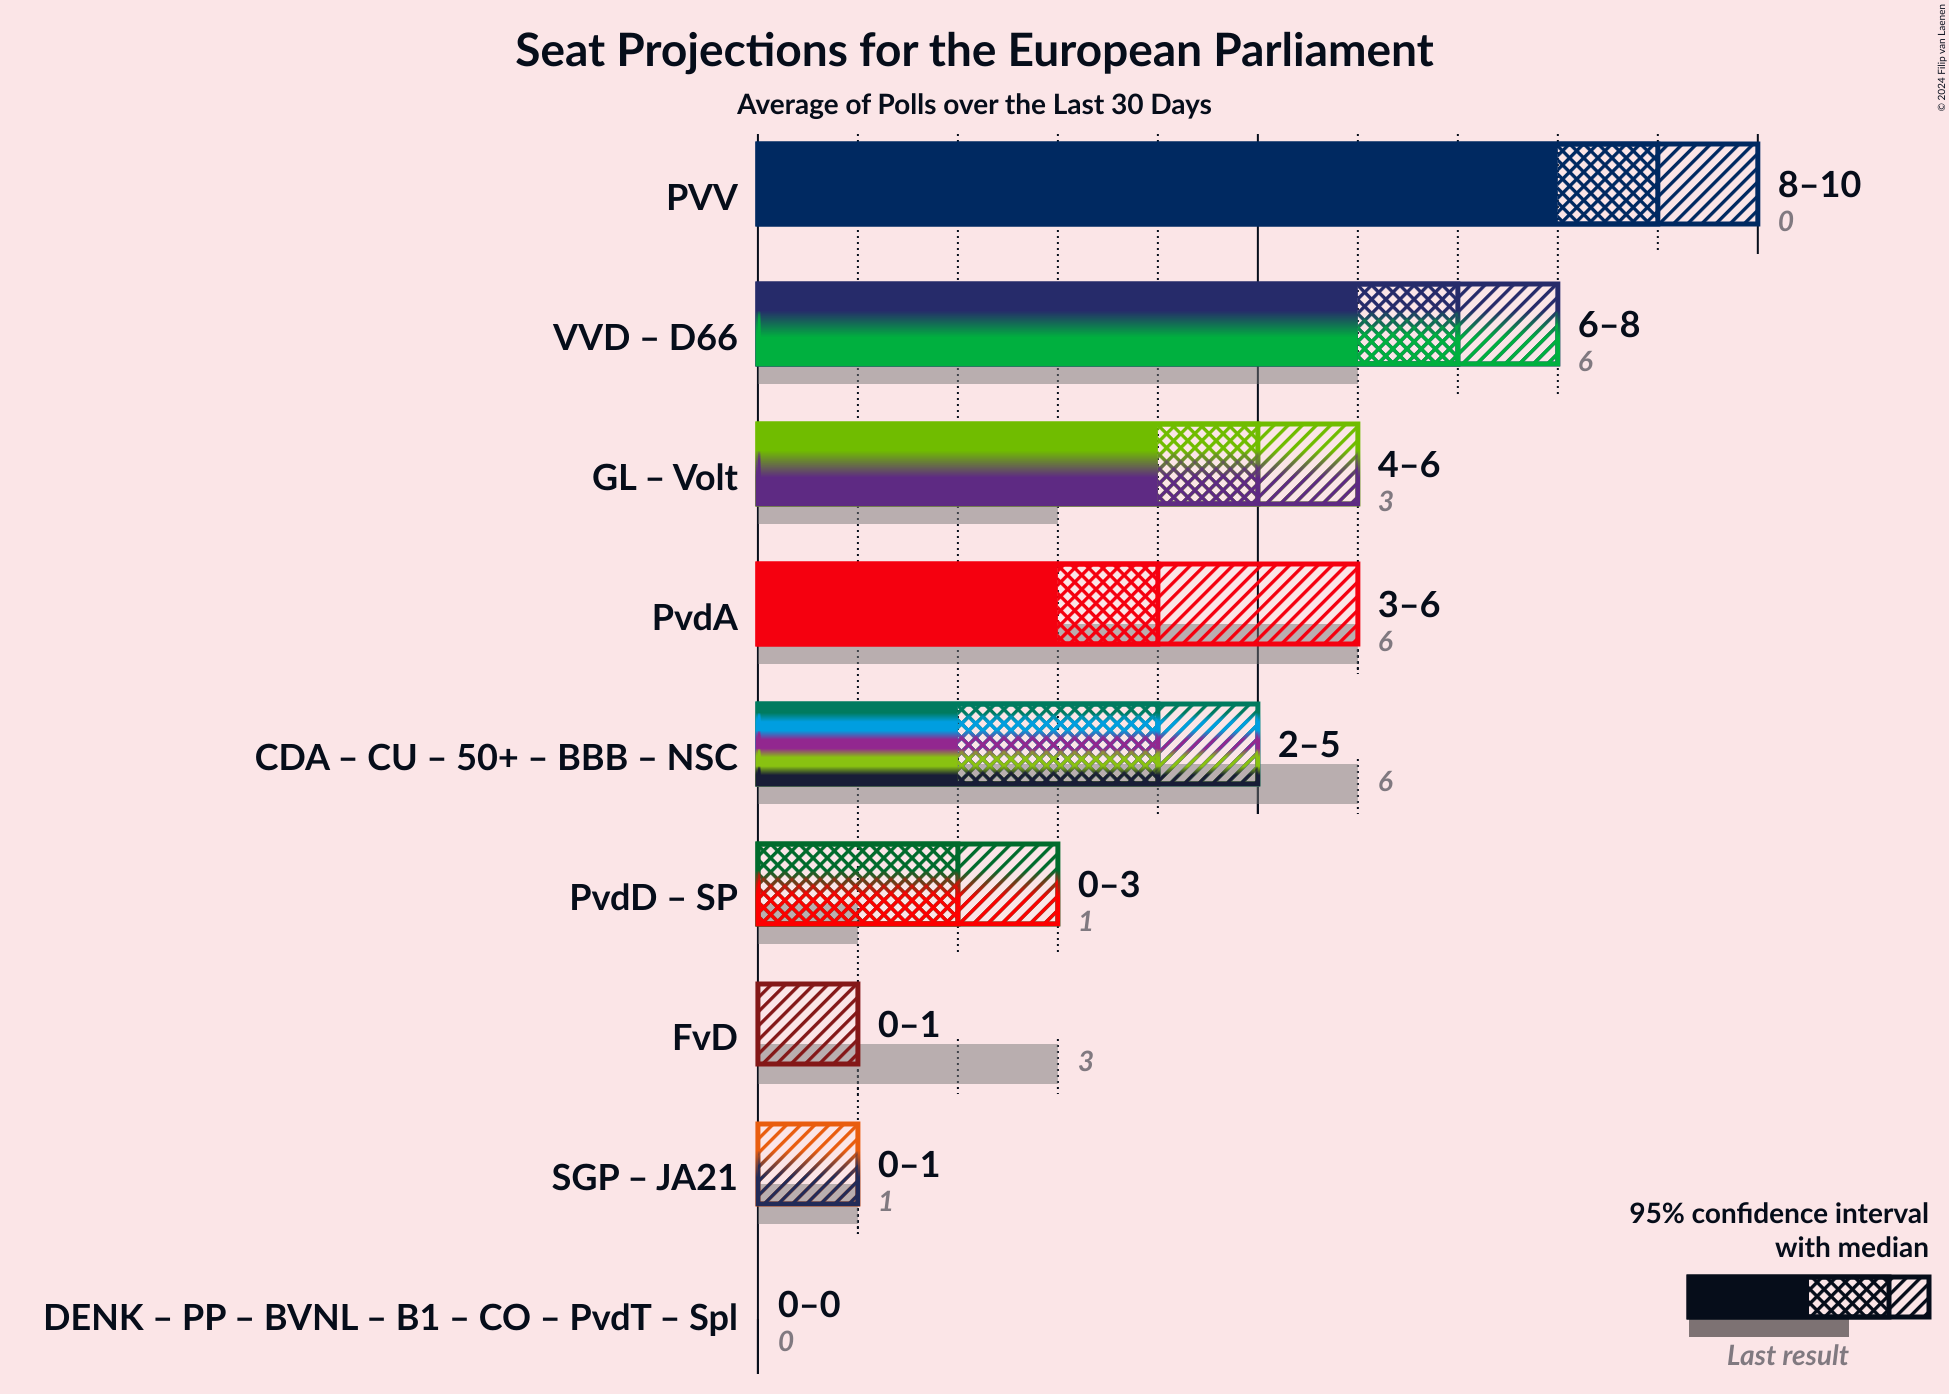 Seat Projections for the European Parliament
Average of Polls over the Last 30 Days
© 2024 Filip van Laenen
PVV
8–10
0
VVD – D66
6–8
6
GL – Volt
4–6
3
PvdA
3–6
6
CDA – CU – 50+ – BBB – NSC
2–5
6
PvdD – SP
0–3
1
FvD
0–1
3
SGP – JA21
0–1
1
DENK – PP – BVNL – B1 – CO – PvdT – Spl
0–0
0
95% confidence interval
with median
Last result